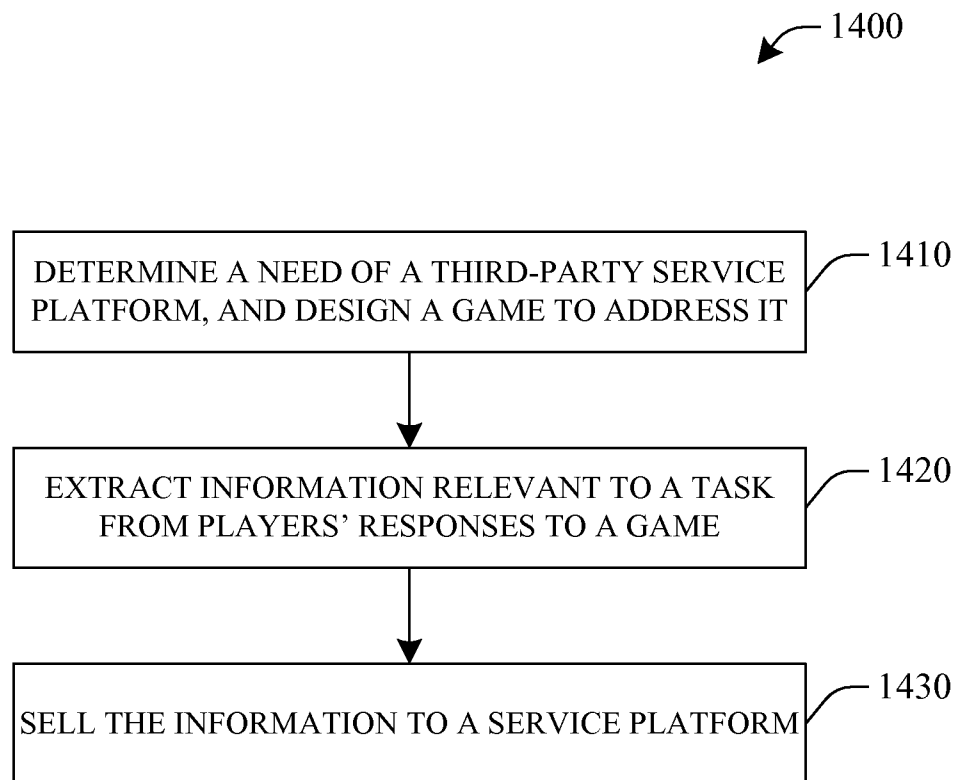 1400
DETERMINE A NEED OF A THIRD-PARTY SERVICE
PLATFORM, AND DESIGN A GAME TO ADDRESS IT
1410
EXTRACT INFORMATION RELEVANT TO A TASK
FROM PLAYERS’ RESPONSES TO A GAME
1420
SELL THE INFORMATION TO A SERVICE PLATFORM
1430